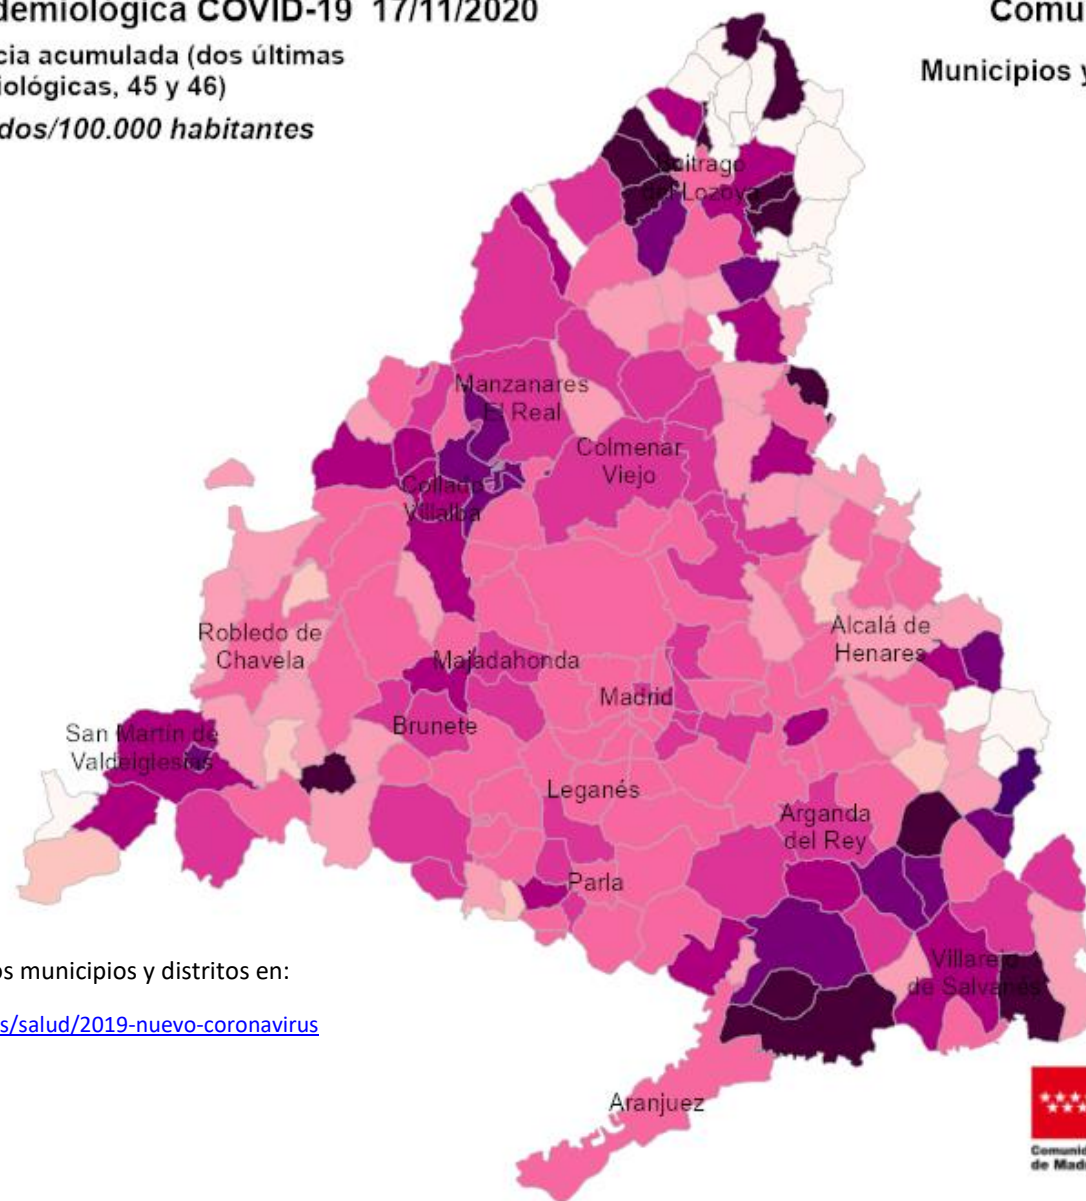 demiológica COVID-19 17/11/2020
Comu
cia acumulada (dos últimas
iológicas, 45 y 46)
Municipios y
dos/100.000 habitantes
Buitrago
del Lozoya
Manzanares
El Real
Colmenar
Viejo
Collado
Villalba
Robledo de
Chavela
Alcalá de
Henares
Majadahonda
Madrid
San Martín de
Valdeiglesias
Brunete
Leganés
Arganda
del Rey
Parla
os municipios y distritos en:
Villarejo
de Salvanés
s/salud/2019-nuevo-coronavirus
Aranjuez
Comunid
de Madr